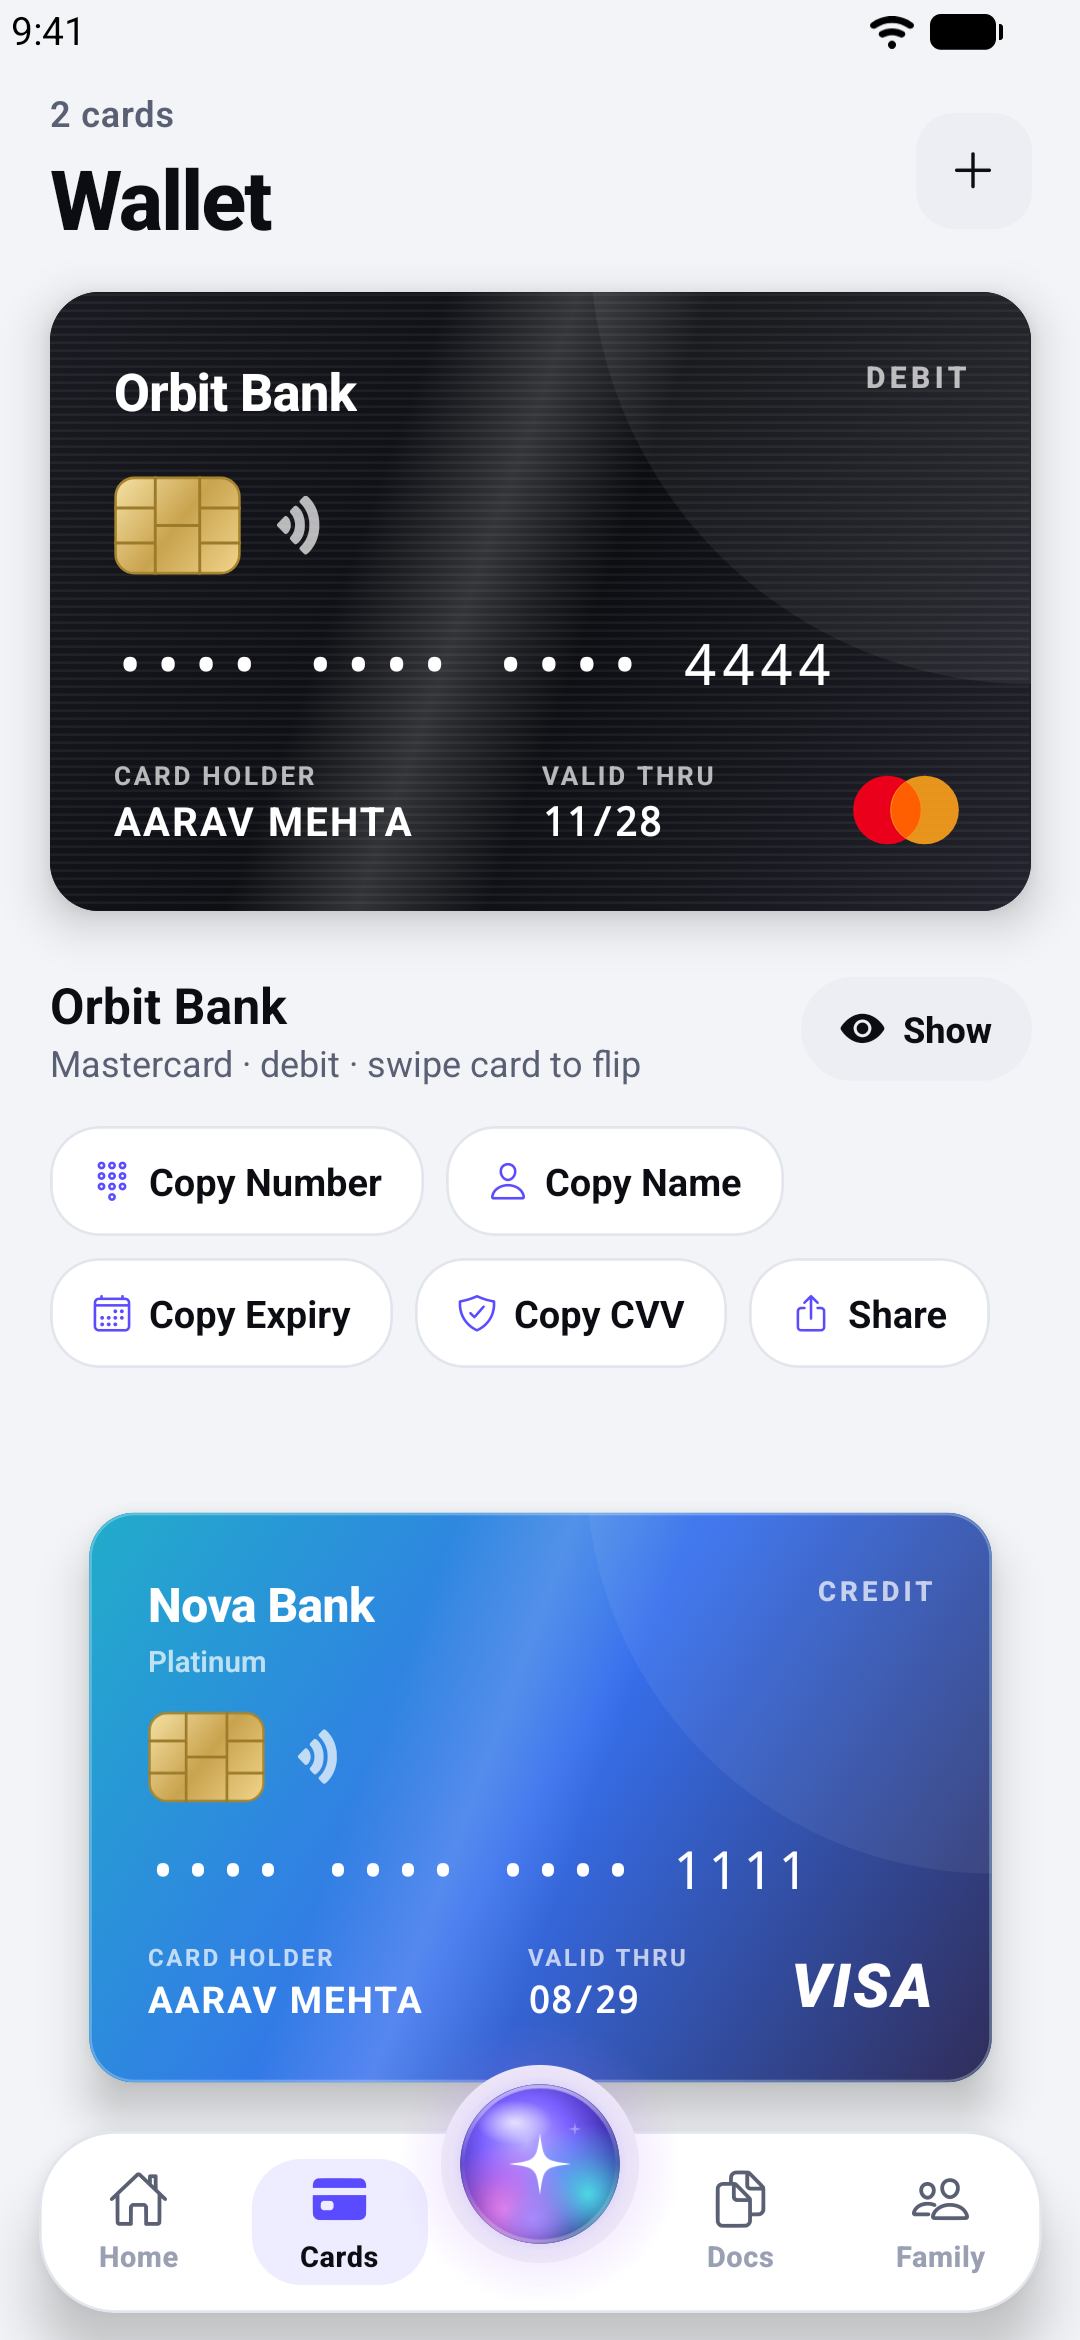 9:41
2 cards
Wallet
Orbit Bank
DEBIT
•••• •••• •••• 4444
CARD HOLDER
VALID THRU
AARAV MEHTA
11/28
Orbit Bank
Mastercard · debit · swipe card to flip
Show
Copy Number
Copy Name
Copy Expiry
Copy CVV
Share
Nova Bank
CREDIT
Platinum
•••• •••• •••• 1111
CARD HOLDER
VALID THRU
AARAV MEHTA
08/29
VISA
Home
Cards
Docs
Family